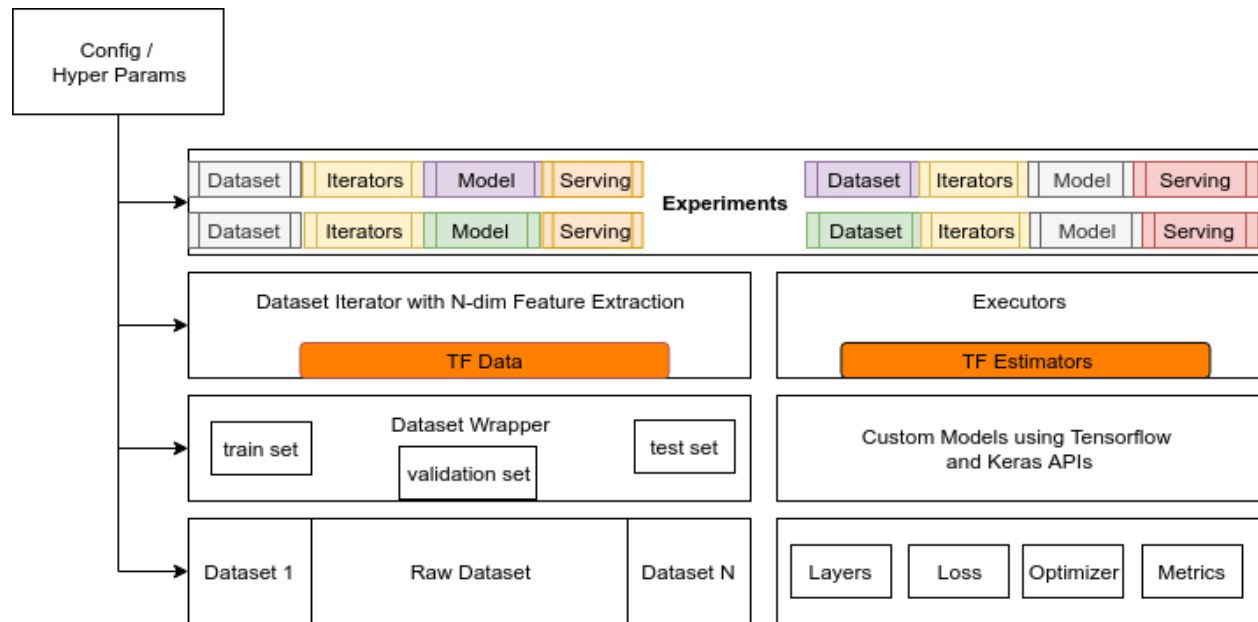 Config /
Hyper Params
Dataset Iterators Model Serving
Dataset Iterators Model Serving
Experiments
Dataset Iterators Model Serving
Dataset Iterators Model Serving
Dataset Iterator with N-dim Feature Extraction
TF Data
Executors
TF Estimators
Dataset Wrapper
train set
validation set
test set
Custom Models using Tensorflow
and Keras APIs
Dataset 1
Raw Dataset
Dataset N
Layers
Loss
Optimizer
Metrics